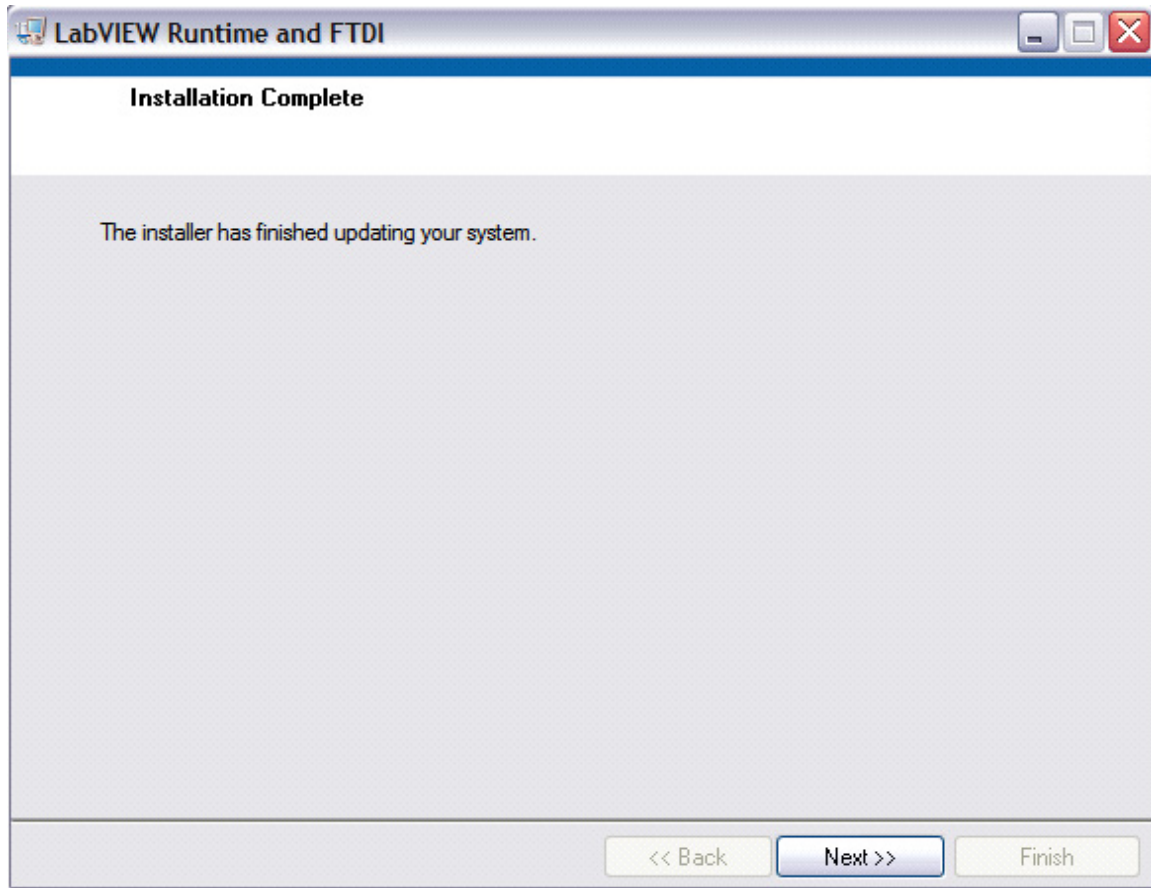 LabVIEW Runtime and FTDI
Installation Complete
The installer has finished updating your system.
<< Back Next >> Finish